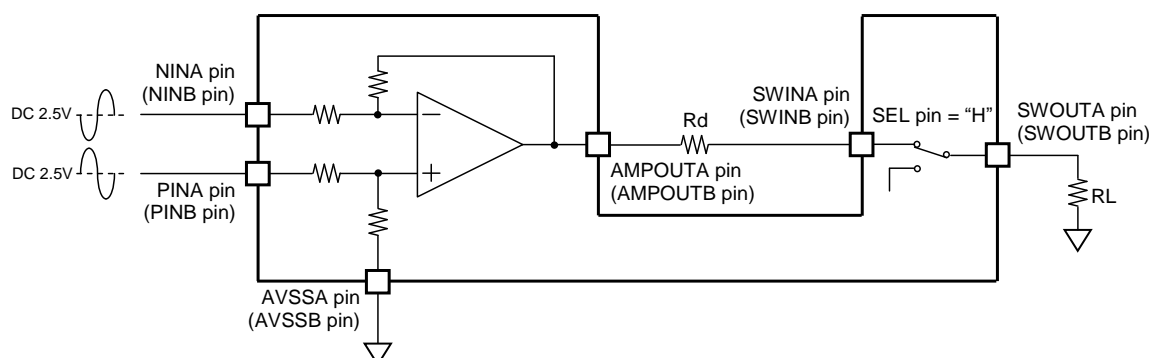 NINA pin
(NINB pin)
DC 2.5V
DC 2.5V
PINA pin
(PINB pin)
AVSSA pin
(AVSSB pin)
AMPOUTA pin
(AMPOUTB pin)
Rd
SWINA pin
(SWINB pin)
SEL pin = “H”
SWOUTA pin
(SWOUTB pin)
RL